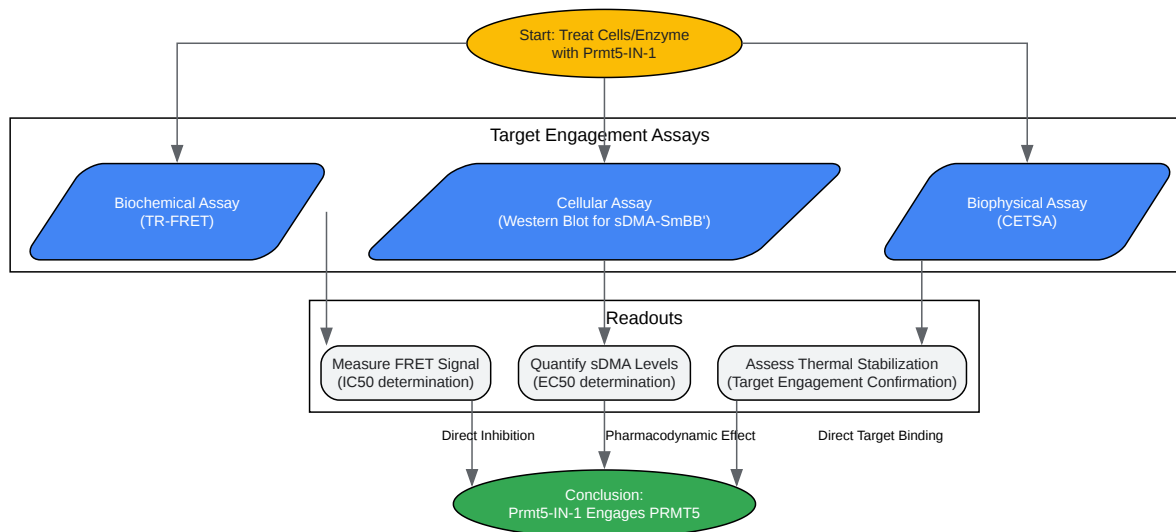 Start: Treat Cells/Enzyme
with Prmt5-IN-1
Target Engagement Assays
Biochemical Assay
(TR-FRET)
Cellular Assay
(Western Blot for sDMA-SmBB')
Biophysical Assay
(CETSA)
Readouts
Measure FRET Signal
(IC50 determination)
Quantify sDMA Levels
(EC50 determination)
Assess Thermal Stabilization
(Target Engagement Confirmation)
Direct Inhibition
Pharmacodynamic Effect
Direct Target Binding
Conclusion:
Prmt5-IN-1 Engages PRMT5